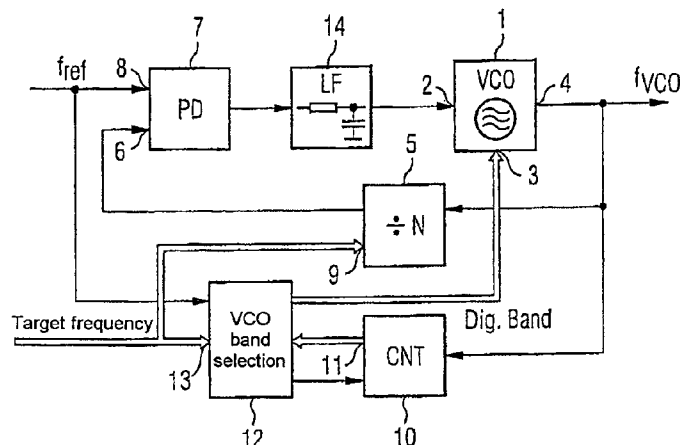 7
14
1
f_ref
8
PD
6
LF
2
VCO
4
f_VCO
3
5
÷ N
9
Target frequency
13
VCO
band
selection
12
Dig. Band
11
CNT
10